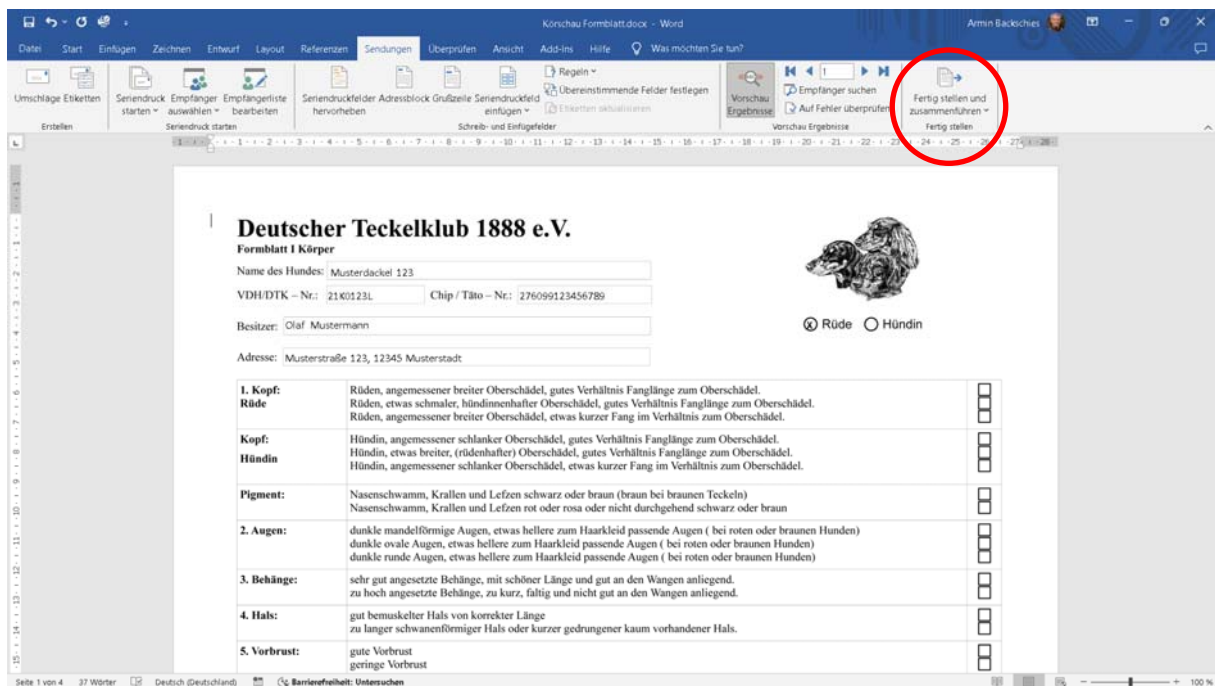 Körschau Formblatt.docx - Word
Armin Backschies
Datei Start Einfügen Zeichnen Entwurf Layout Referenzen Sendungen Überprüfen Ansicht Add-Ins Hilfe Was möchten Sie tun?
Umschläge Etiketten
Seriendruck starten
Empfänger auswählen
Empfängerliste bearbeiten
Seriendruckfelder hervorheben
Adressblock
Grußzeile
Seriendruckfeld einfügen
Regeln
Übereinstimmende Felder festlegen
Etiketten aktualisieren
Vorschau Ergebnisse
1
Empfänger suchen
Auf Fehler überprüfen
Fertig stellen und zusammenführen
Erstellen
Seriendruck starten
Schreib- und Einfügefelder
Vorschau Ergebnisse
Fertig stellen
Deutscher Teckelklub 1888 e.V.
Formblatt I Körper
Name des Hundes: Musterdackel 123
VDH/DTK – Nr.: 21K0123L Chip / Täto – Nr.: 276099123456789
Besitzer: Olaf Mustermann
Rüde Hündin
Adresse: Musterstraße 123, 12345 Musterstadt
1. Kopf: Rüden, angemessener breiter Oberschädel, gutes Verhältnis Fanglänge zum Oberschädel.
Rüde Rüden, etwas schmaler, hündinnenhafter Oberschädel, gutes Verhältnis Fanglänge zum Oberschädel.
Rüden, angemessener breiter Oberschädel, etwas kurzer Fang im Verhältnis zum Oberschädel.
Kopf: Hündin, angemessener schlanker Oberschädel, gutes Verhältnis Fanglänge zum Oberschädel.
Hündin Hündin, etwas breiter, (rüdenhafter) Oberschädel, gutes Verhältnis Fanglänge zum Oberschädel.
Hündin, angemessener schlanker Oberschädel, etwas kurzer Fang im Verhältnis zum Oberschädel.
Pigment: Nasenschwamm, Krallen und Lefzen schwarz oder braun (braun bei braunen Teckeln)
Nasenschwamm, Krallen und Lefzen rot oder rosa oder nicht durchgehend schwarz oder braun
2. Augen: dunkle mandelförmige Augen, etwas hellere zum Haarkleid passende Augen ( bei roten oder braunen Hunden)
dunkle ovale Augen, etwas hellere zum Haarkleid passende Augen ( bei roten oder braunen Hunden)
dunkle runde Augen, etwas hellere zum Haarkleid passende Augen ( bei roten oder braunen Hunden)
3. Behänge: sehr gut angesetzte Behänge, mit schöner Länge und gut an den Wangen anliegend.
zu hoch angesetzte Behänge, zu kurz, faltig und nicht gut an den Wangen anliegend.
4. Hals: gut bemuskelter Hals von korrekter Länge
zu langer schwanenförmiger Hals oder kurzer gedrungener kaum vorhandener Hals.
5. Vorbrust: gute Vorbrust
geringe Vorbrust
Seite 1 von 4 37 Wörter Deutsch (Deutschland) Barrierefreiheit: Untersuchen 100 %